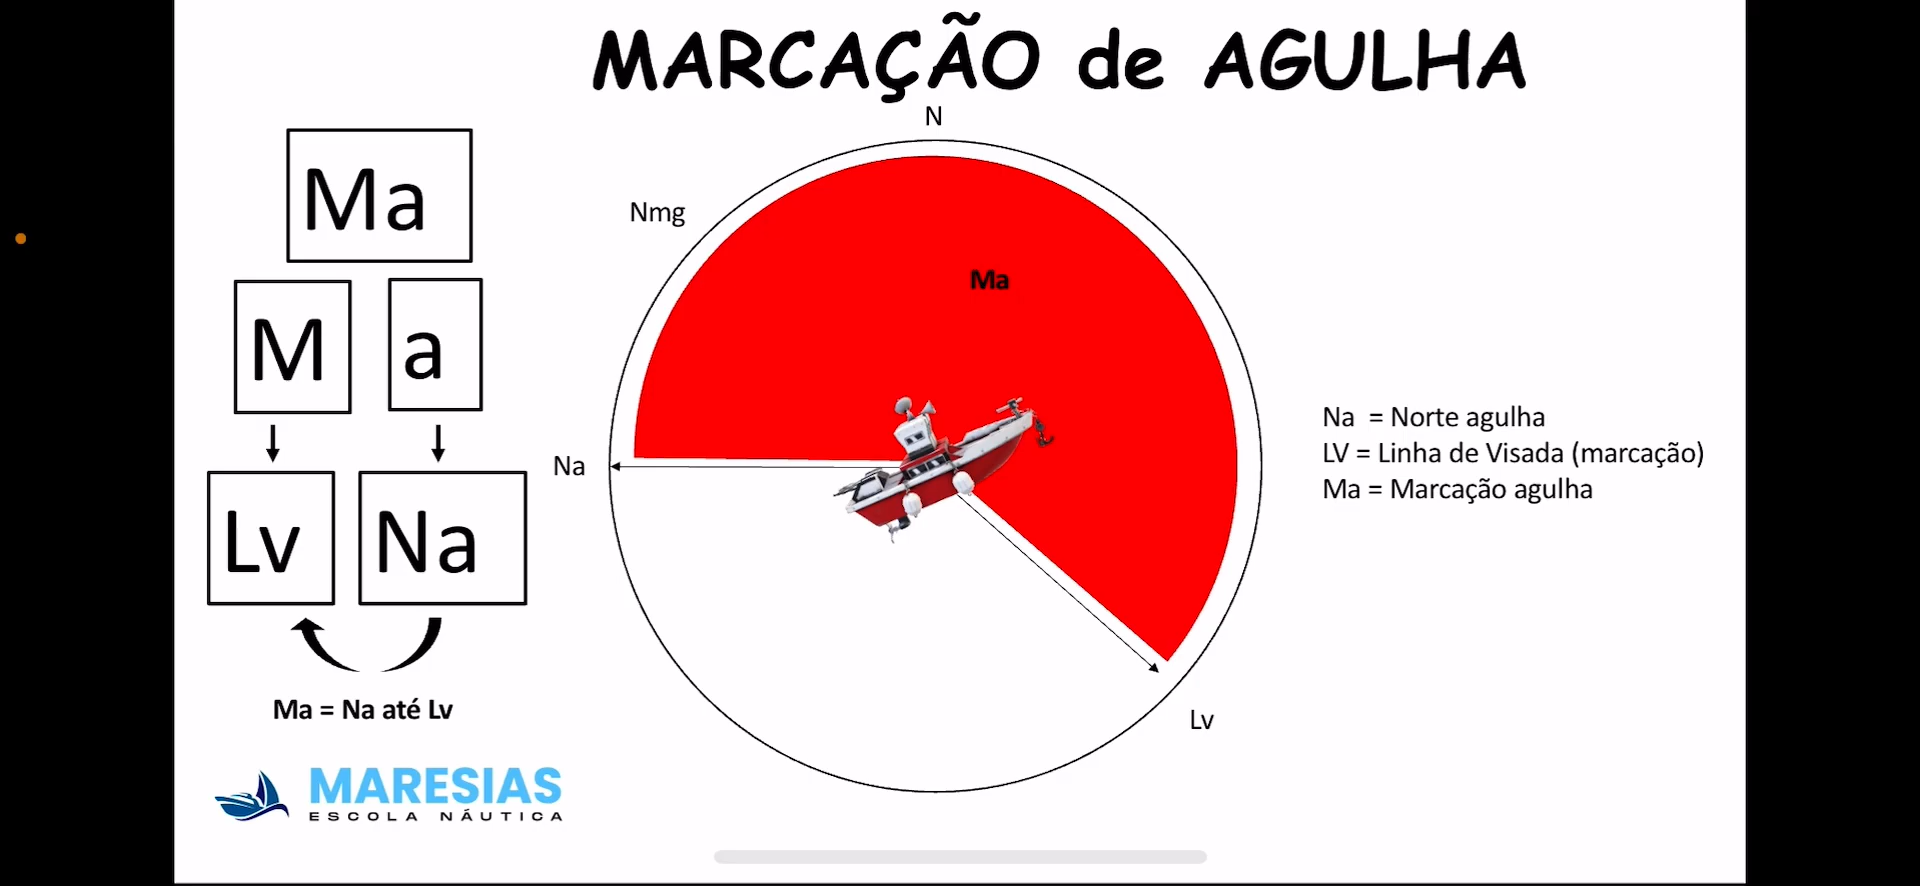 MARCAÇÃO de AGULHA
N
Ma
Nmg
Ma
M a
Na = Norte agulha
LV = Linha de Visada (marcação)
Ma = Marcação agulha
Na
Lv Na
Ma = Na até Lv
Lv
MARESIAS
ESCOLA NÁUTICA